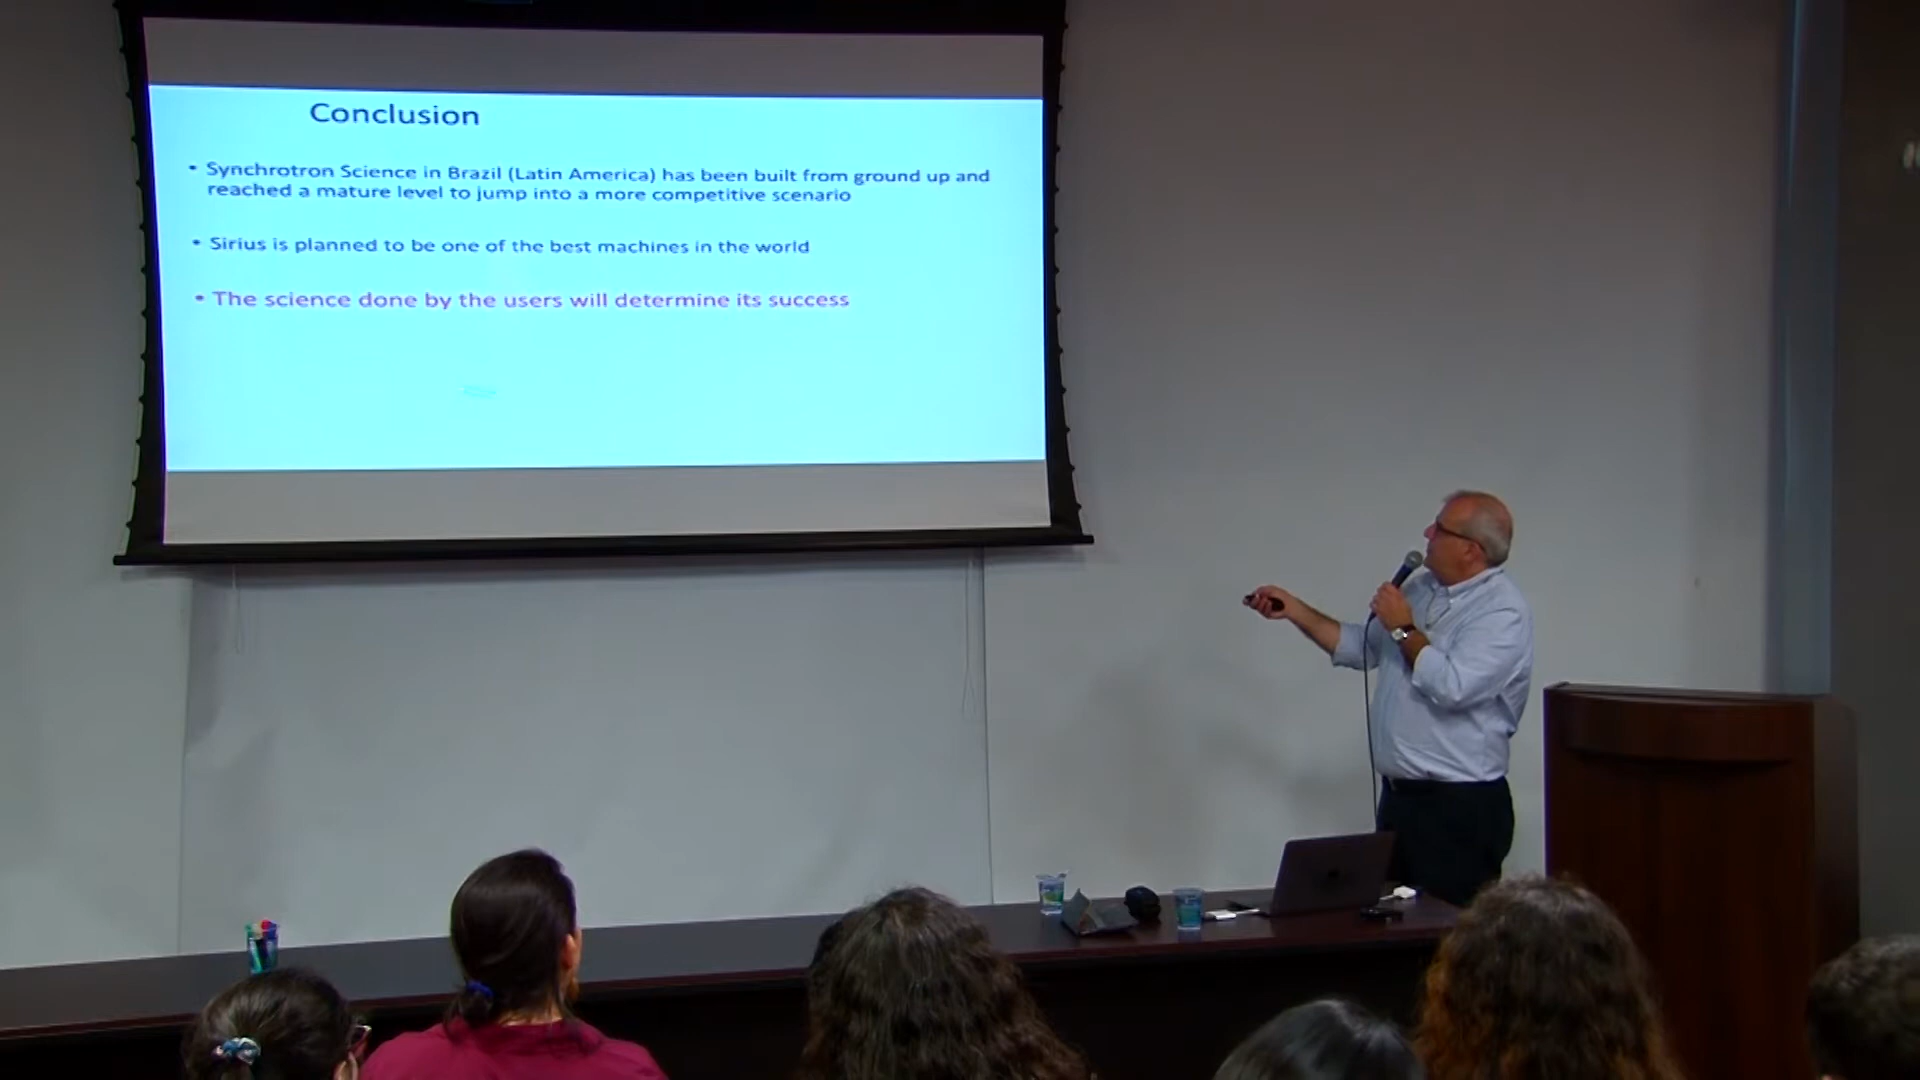 Conclusion
• Synchrotron Science in Brazil (Latin America) has been built from ground up and
reached a mature level to jump into a more competitive scenario
• Sirius is planned to be one of the best machines in the world
• The science done by the users will determine its success